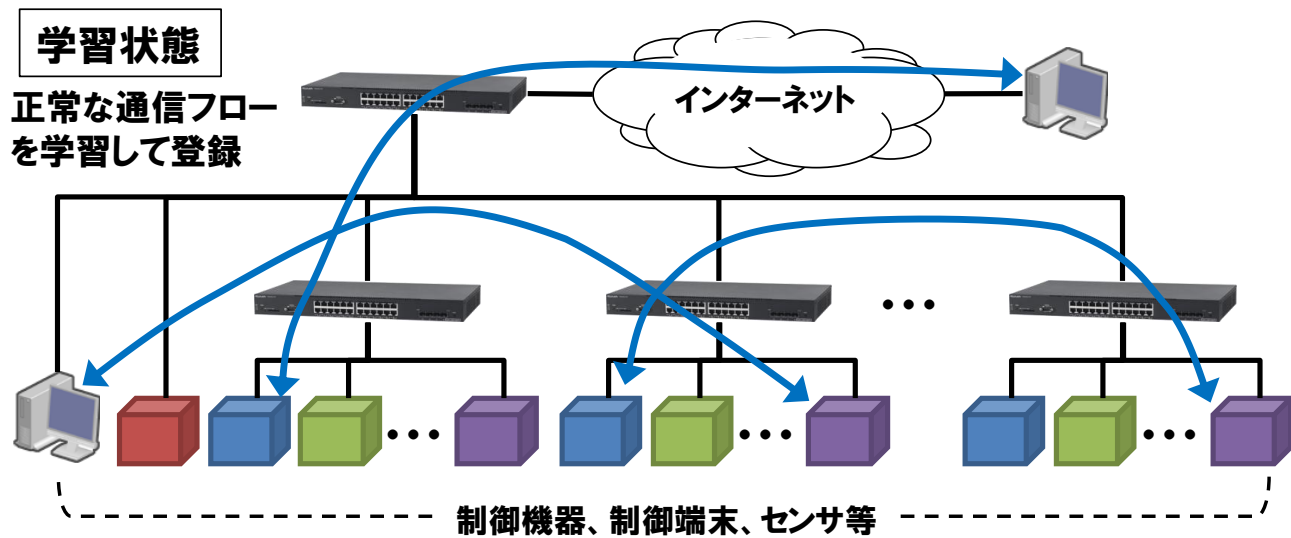 学習状態
正常な通信フロー
を学習して登録
インターネット
制御機器、制御端末、センサ等